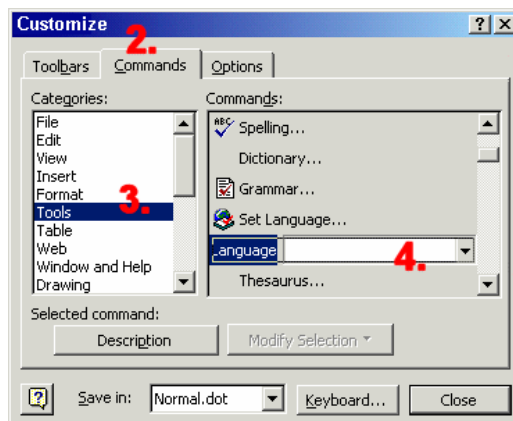 Customize
2.
Toolbars Commands Options
Categories: Commands:
File
Edit
View
Insert
Format
Tools
Table
Web
Window and Help
Drawing
3.
ABC Spelling...
Dictionary...
Grammar...
Set Language...
Language
4.
Thesaurus...
Selected command:
Description Modify Selection
Save in: Normal.dot Keyboard... Close